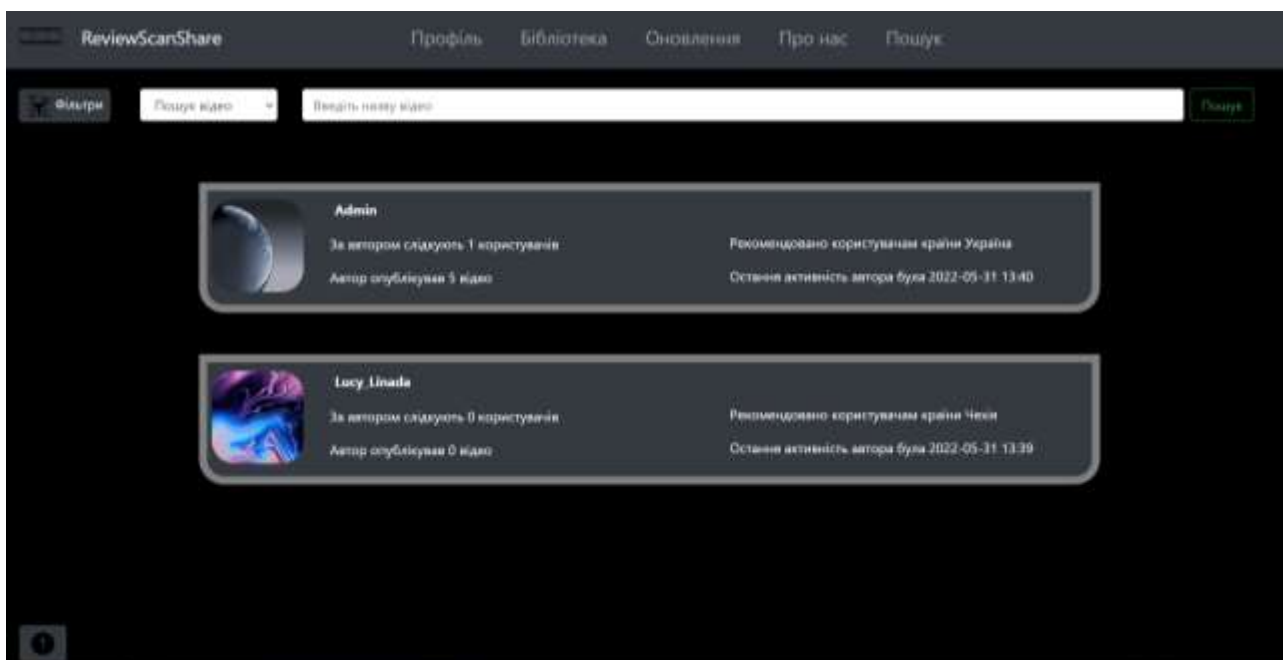 ReviewScanShare Профіль Бібліотека Оновлення Про нас Пошук
Фільтри Пошук відео Введіть назву відео Пошук
Admin
За автором слідкують 1 користувачів Рекомендовано користувачам країни Україна
Автор опублікував 5 відео Остання активність автора була 2022-05-31 13:40
Lucy_Linada
За автором слідкують 0 користувачів Рекомендовано користувачам країни Чехія
Автор опублікував 0 відео Остання активність автора була 2022-05-31 13:39